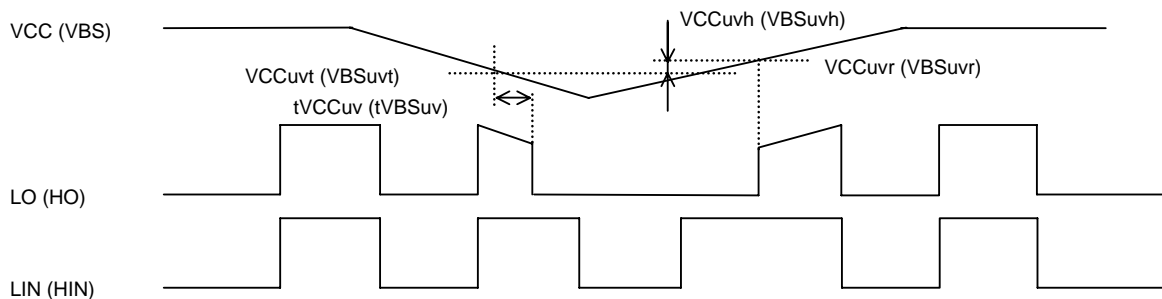 VCCuvh (VBSuvh)
VCC (VBS)
VCCuvr (VBSuvr)
VCCuvt (VBSuvt)
tVCCuv (tVBSuv)
LO (HO)
LIN (HIN)